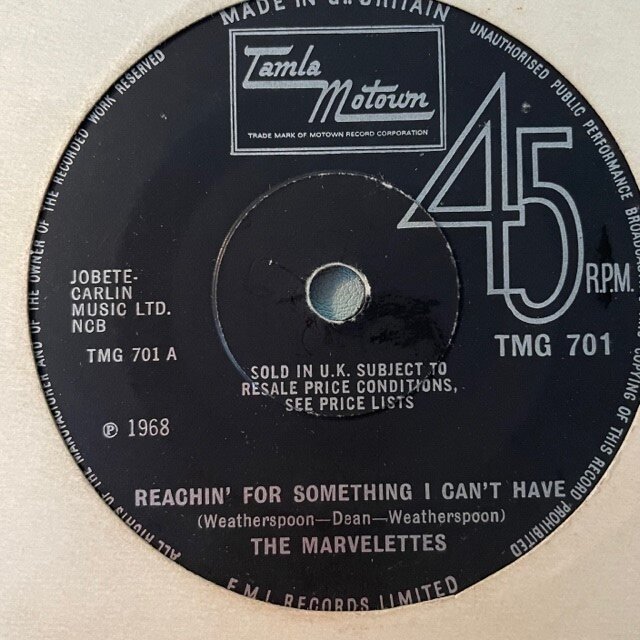 MADE IN GT. BRITAIN
Tamla
Motown
TRADE MARK OF MOTOWN RECORD CORPORATION
45
R.P.M.
TMG 701
JOBETE-
CARLIN
MUSIC LTD.
NCB
TMG 701 A
SOLD IN U.K. SUBJECT TO
RESALE PRICE CONDITIONS,
SEE PRICE LISTS
℗ 1968
REACHIN' FOR SOMETHING I CAN'T HAVE
(Weatherspoon—Dean—Weatherspoon)
THE MARVELETTES
E.M.I. RECORDS LIMITED
ALL RIGHTS OF THE MANUFACTURER AND OF THE OWNER OF THE RECORDED WORK RESERVED
UNAUTHORISED PUBLIC PERFORMANCE BROADCA
COPYING OF THIS RECORD PROHIBITED